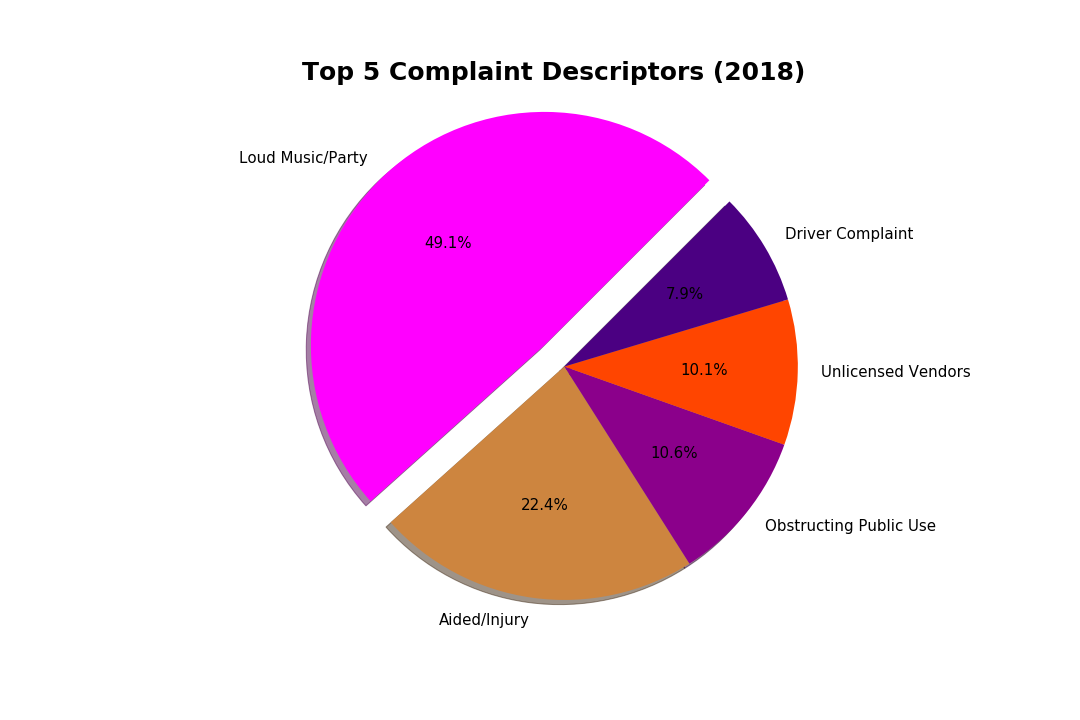 Top 5 Complaint Descriptors (2018)
Loud Music/Party
49.1%
Driver Complaint
7.9%
Unlicensed Vendors
10.1%
10.6%
Obstructing Public Use
22.4%
Aided/Injury